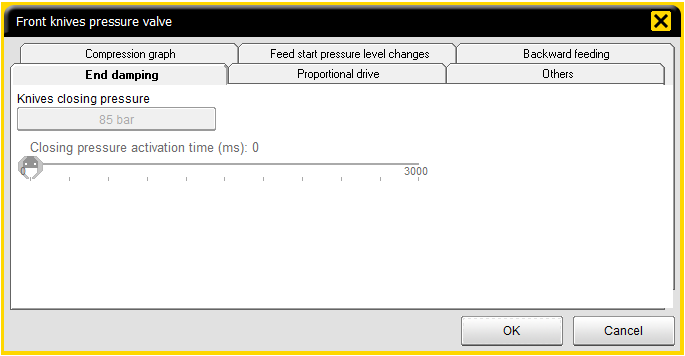 Front knives pressure valve
Compression graph Feed start pressure level changes Backward feeding
End damping Proportional drive Others
Knives closing pressure
85 bar
Closing pressure activation time (ms): 0
0 3000
OK Cancel